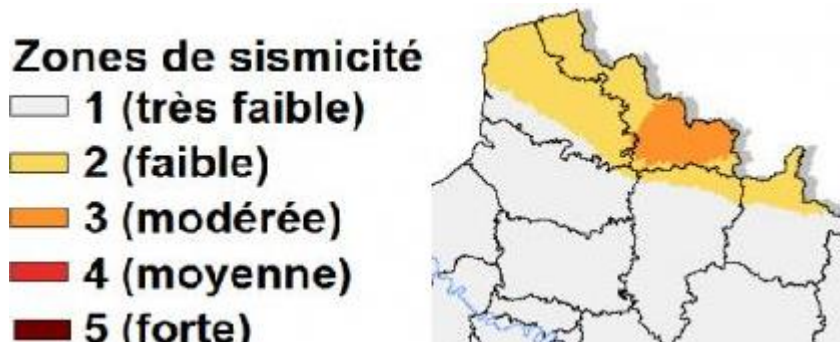 Zones de sismicité
1 (très faible)
2 (faible)
3 (modérée)
4 (moyenne)
5 (forte)